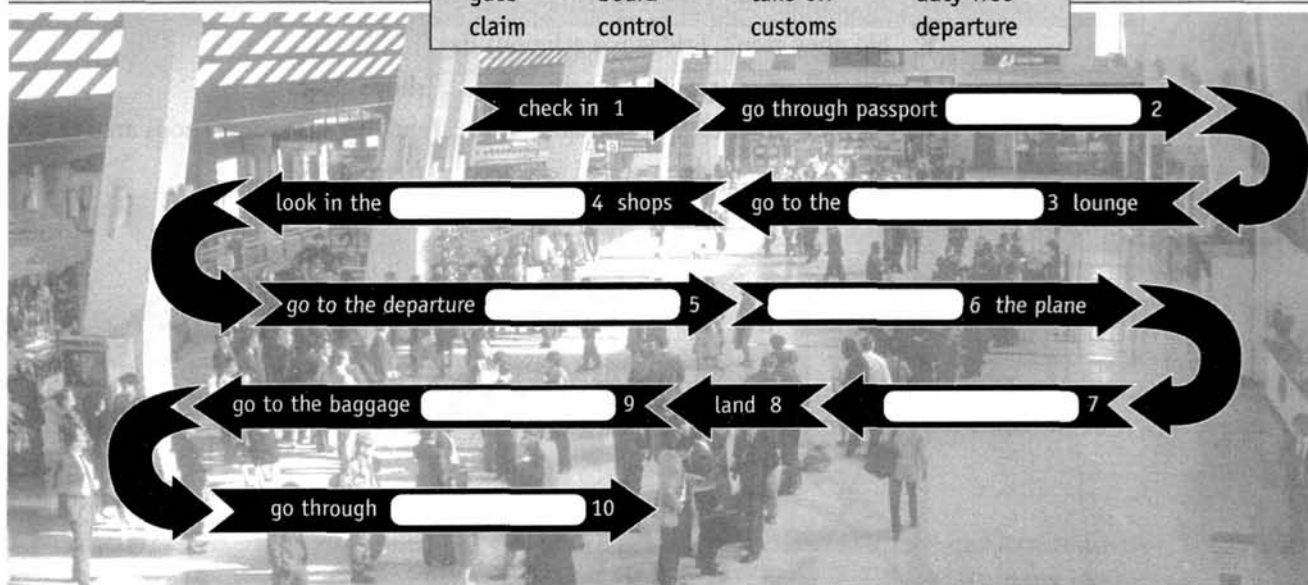 claim control customs departure
check in 1
go through passport 2
go to the 3 lounge
look in the 4 shops
go to the departure 5
6 the plane
7
land 8
go to the baggage 9
go through 10